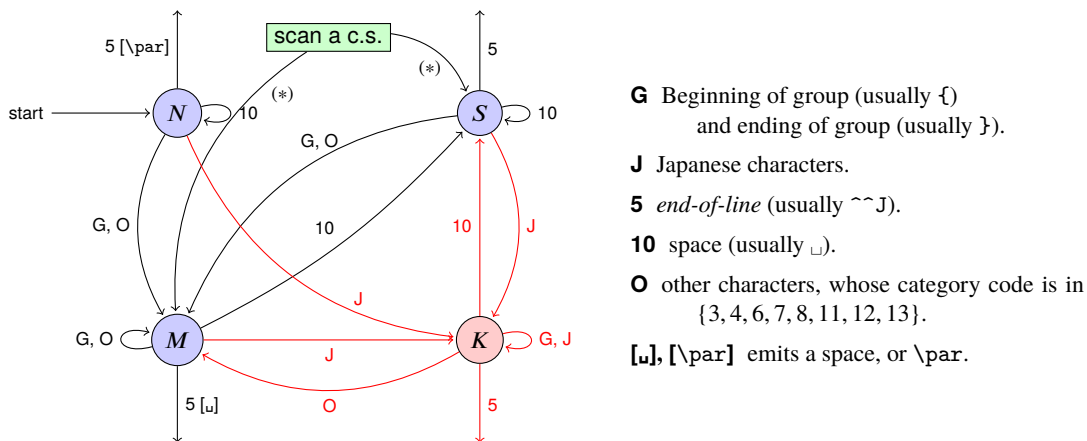 5 [\par]
scan a c.s.
5
(∗)
(∗)
start
N
10
S
10
G, O
G, O
J
10
10
J
J
G, O
M
J
K
G, J
O
5 [␣]
5
G Beginning of group (usually {)
and ending of group (usually }).
J Japanese characters.
5 end-of-line (usually ^^J).
10 space (usually ␣).
O other characters, whose category code is in
{3, 4, 6, 7, 8, 11, 12, 13}.
[␣], [\par] emits a space, or \par.